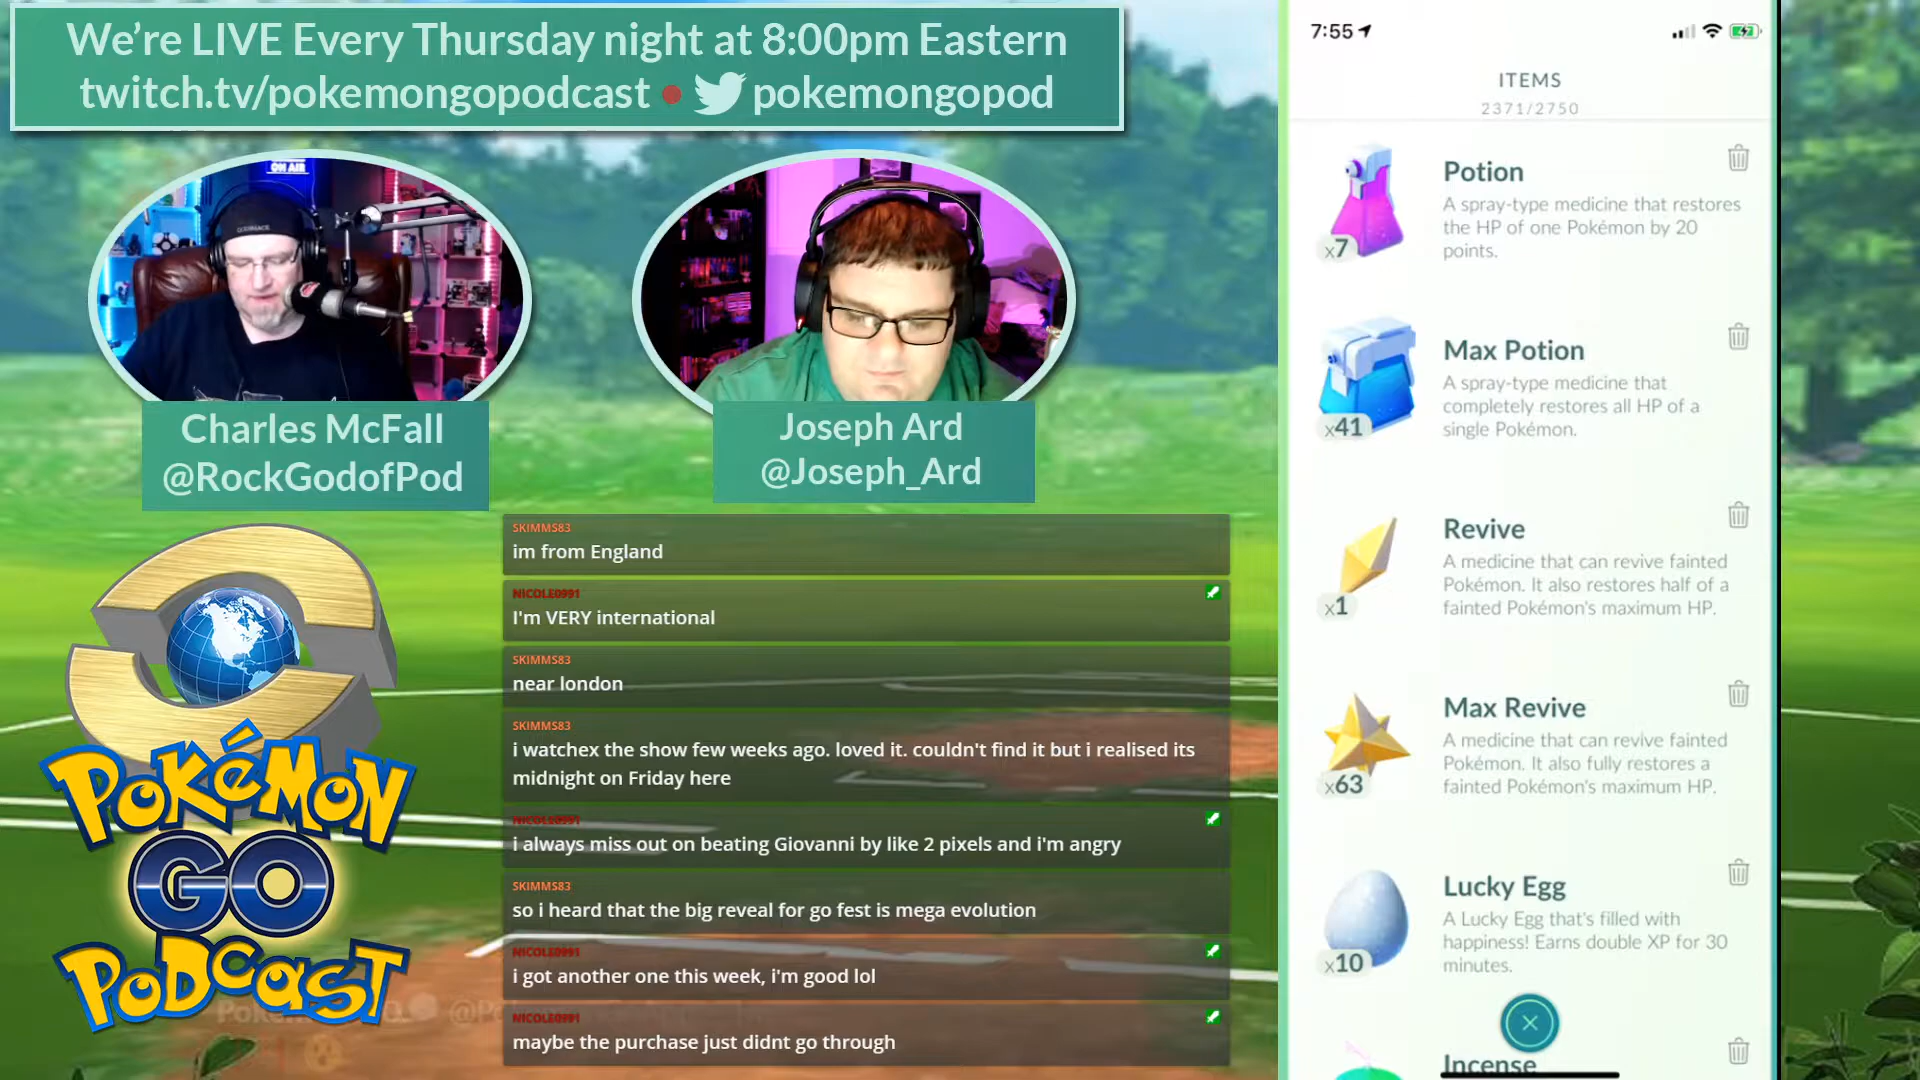 We're LIVE Every Thursday night at 8:00pm Eastern
twitch.tv/pokemongopodcast • pokemongopod
ON AIR
Charles McFall
@RockGodofPod
Joseph Ard
@Joseph_Ard
SKIMMS83
im from England
NICOLE0991
I'm VERY international
SKIMMS83
near london
SKIMMS83
i watchex the show few weeks ago. loved it. couldn't find it but i realised its
midnight on Friday here
NICOLE0991
i always miss out on beating Giovanni by like 2 pixels and i'm angry
SKIMMS83
so i heard that the big reveal for go fest is mega evolution
NICOLE0991
i got another one this week, i'm good lol
NICOLE0991
maybe the purchase just didnt go through
POKéMON
GO
PODCAST
7:55
ITEMS
2371/2750
Potion
A spray-type medicine that restores
the HP of one Pokémon by 20
points.
x7
Max Potion
A spray-type medicine that
completely restores all HP of a
single Pokémon.
x41
Revive
A medicine that can revive fainted
Pokémon. It also restores half of a
fainted Pokémon's maximum HP.
x1
Max Revive
A medicine that can revive fainted
Pokémon. It also fully restores a
fainted Pokémon's maximum HP.
x63
Lucky Egg
A Lucky Egg that's filled with
happiness! Earns double XP for 30
minutes.
x10
Incense